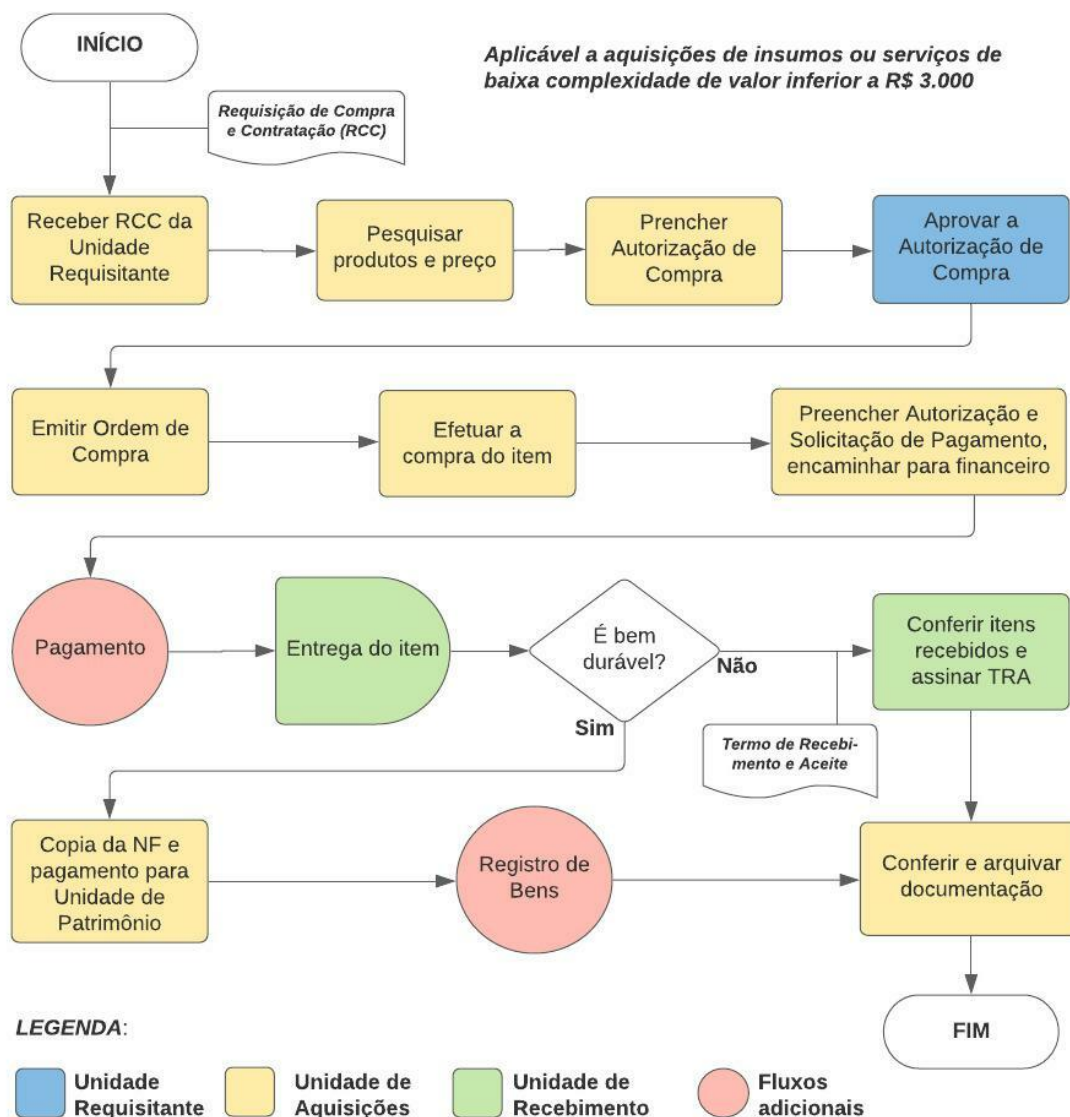 INÍCIO
Aplicável a aquisições de insumos ou serviços de
baixa complexidade de valor inferior a R$ 3.000
Requisição de Compra
e Contratação (RCC)
Receber RCC da
Unidade
Requisitante
Pesquisar
produtos e preço
Prencher
Autorização de
Compra
Aprovar a
Autorização de
Compra
Emitir Ordem de
Compra
Efetuar a
compra do item
Preencher Autorização e
Solicitação de Pagamento,
encaminhar para financeiro
Pagamento
Entrega do item
É bem
durável?
Não
Sim
Conferir itens
recebidos e
assinar TRA
Termo de Recebi-
mento e Aceite
Copia da NF e
pagamento para
Unidade de
Patrimônio
Registro de
Bens
Conferir e arquivar
documentação
FIM
LEGENDA:
Unidade
Requisitante
Unidade de
Aquisições
Unidade de
Recebimento
Fluxos
adicionais